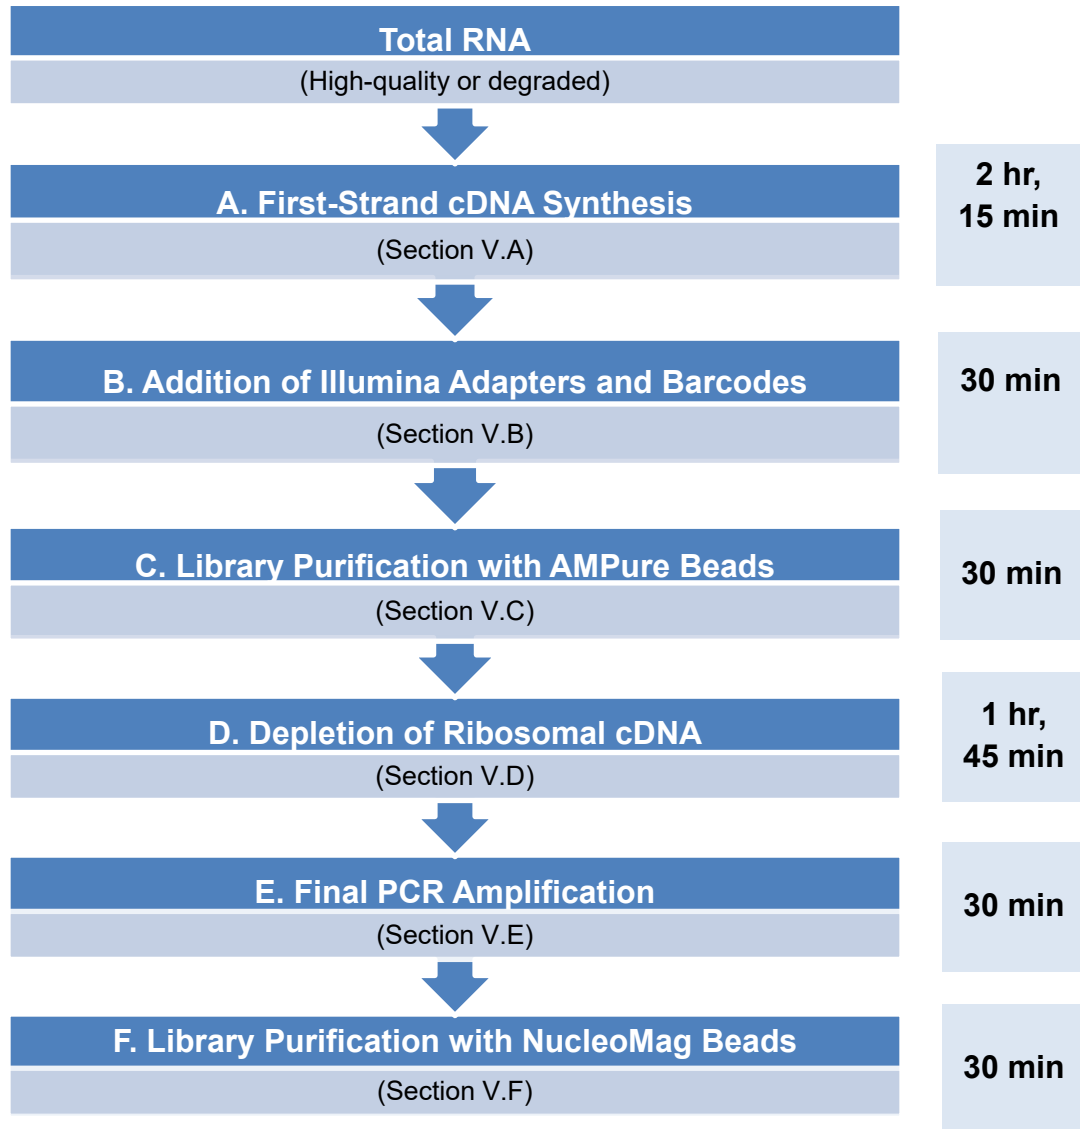 Total RNA
(High-quality or degraded)
A. First-Strand cDNA Synthesis
(Section V.A)
2 hr,
15 min
B. Addition of Illumina Adapters and Barcodes
(Section V.B)
30 min
C. Library Purification with AMPure Beads
(Section V.C)
30 min
D. Depletion of Ribosomal cDNA
(Section V.D)
1 hr,
45 min
E. Final PCR Amplification
(Section V.E)
30 min
F. Library Purification with NucleoMag Beads
(Section V.F)
30 min